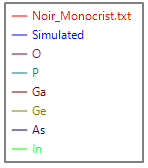 Noir_Monocrist.txt
Simulated
O
P
Ga
Ge
As
In